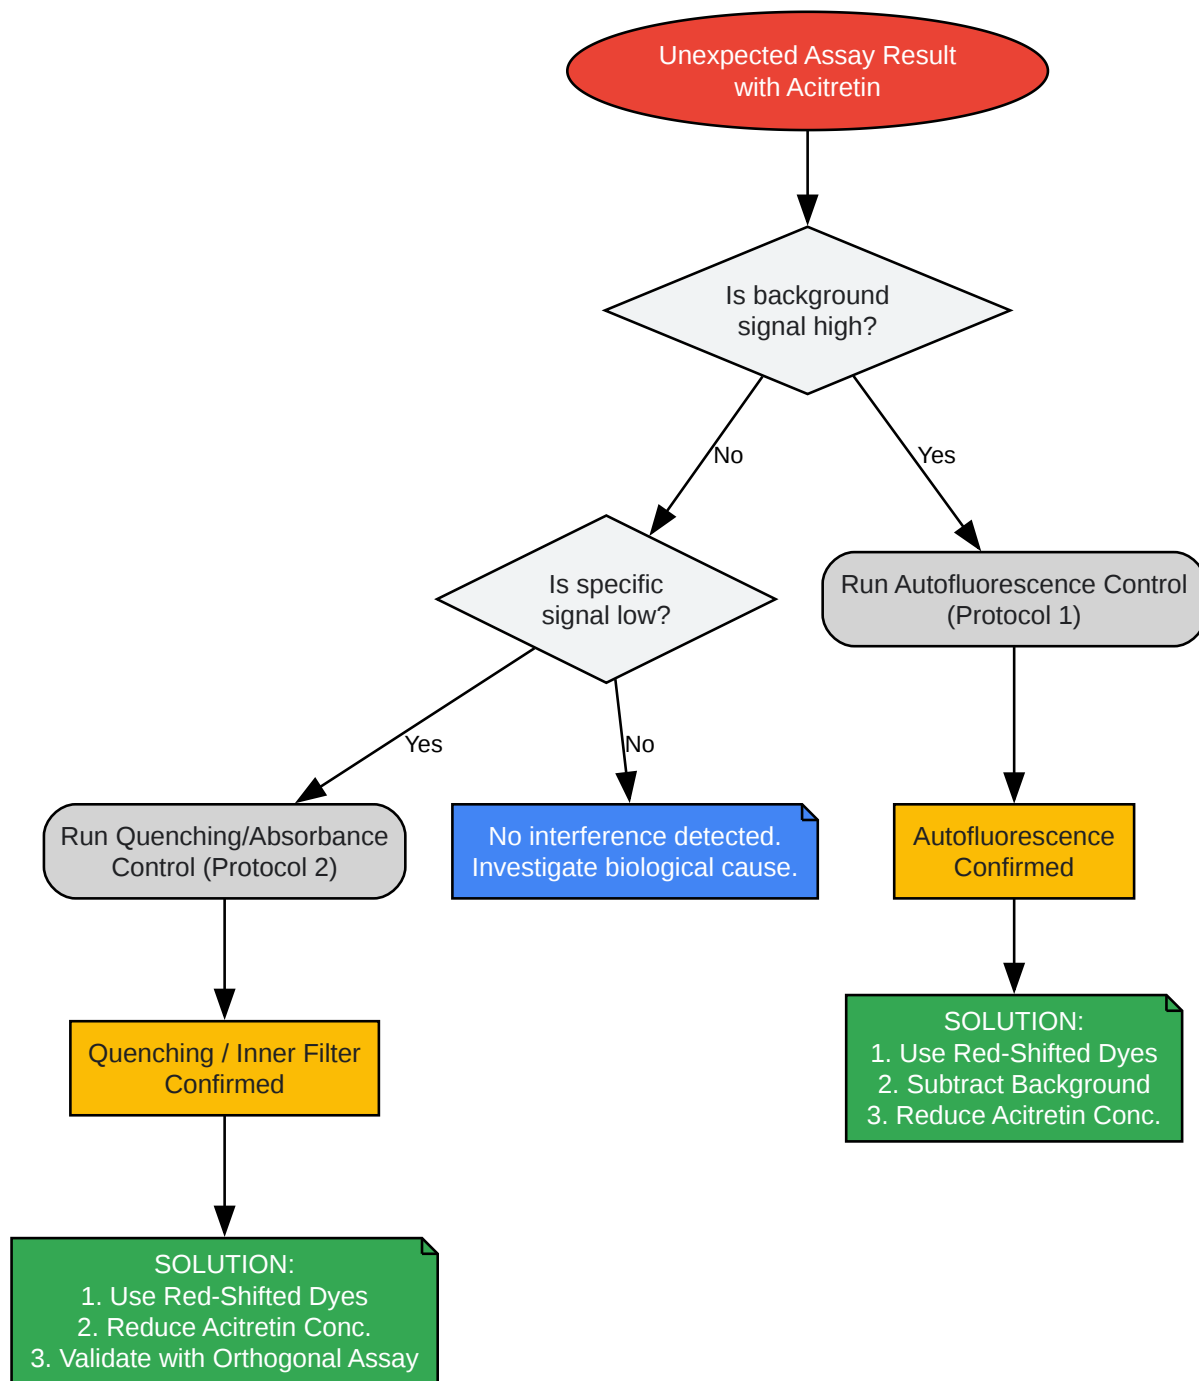 Unexpected Assay Result
with Acitretin
Is background
signal high?
No
Yes
Is specific
signal low?
Run Autofluorescence Control
(Protocol 1)
Yes
No
Run Quenching/Absorbance
Control (Protocol 2)
No interference detected.
Investigate biological cause.
Autofluorescence
Confirmed
Quenching / Inner Filter
Confirmed
SOLUTION:
1. Use Red-Shifted Dyes
2. Subtract Background
3. Reduce Acitretin Conc.
SOLUTION:
1. Use Red-Shifted Dyes
2. Reduce Acitretin Conc.
3. Validate with Orthogonal Assay